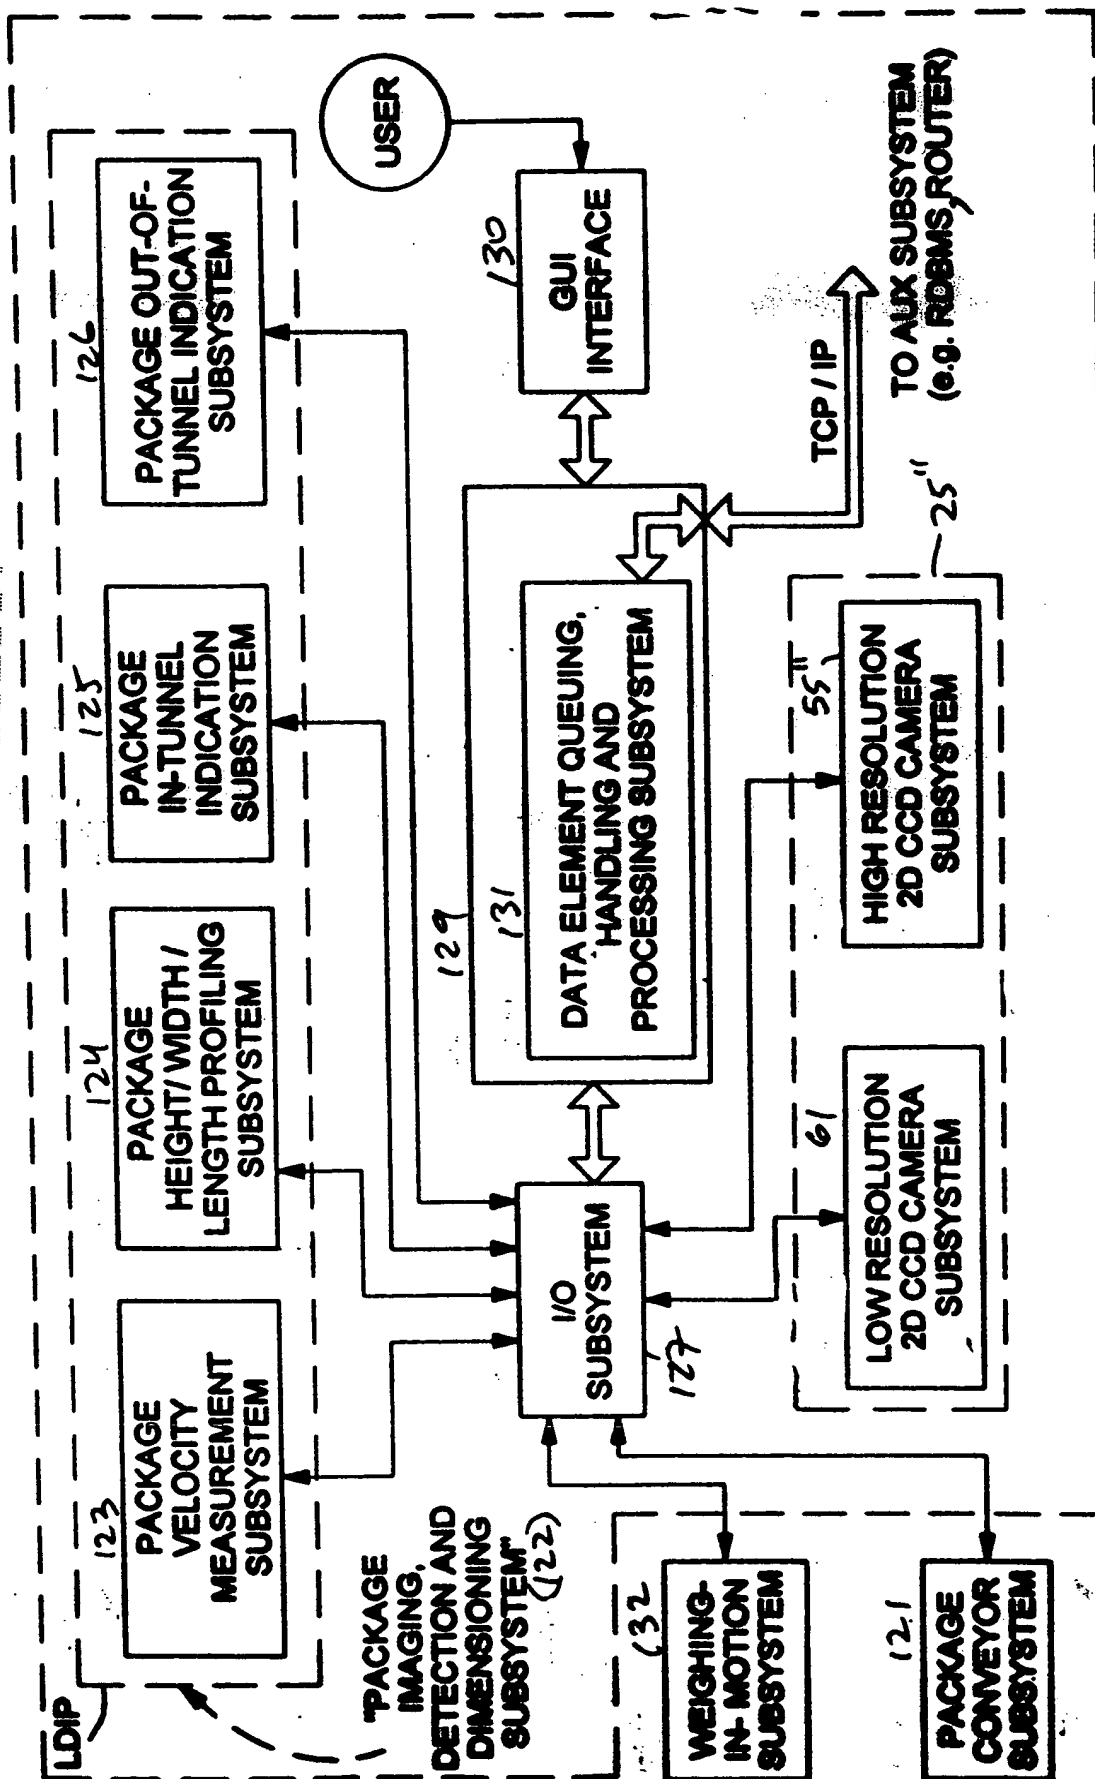 LDIP
123
PACKAGE
VELOCITY
MEASUREMENT
SUBSYSTEM
124
PACKAGE
HEIGHT/ WIDTH /
LENGTH PROFILING
SUBSYSTEM
125
PACKAGE
IN-TUNNEL
INDICATION
SUBSYSTEM
126
PACKAGE OUT-OF-
TUNNEL INDICATION
SUBSYSTEM
USER
"PACKAGE
IMAGING,
DETECTION AND
DIMENSIONING
SUBSYSTEM"
(122)
I/O
SUBSYSTEM
127
129
131
DATA ELEMENT QUEUING,
HANDLING AND
PROCESSING SUBSYSTEM
130
GUI
INTERFACE
TCP / IP
TO AUX SUBSYSTEM
(e.g. RDBMS, ROUTER)
132
WEIGHING-
IN- MOTION
SUBSYSTEM
121
PACKAGE
CONVEYOR
SUBSYSTEM
61
LOW RESOLUTION
2D CCD CAMERA
SUBSYSTEM
55"
HIGH RESOLUTION
2D CCD CAMERA
SUBSYSTEM
25"